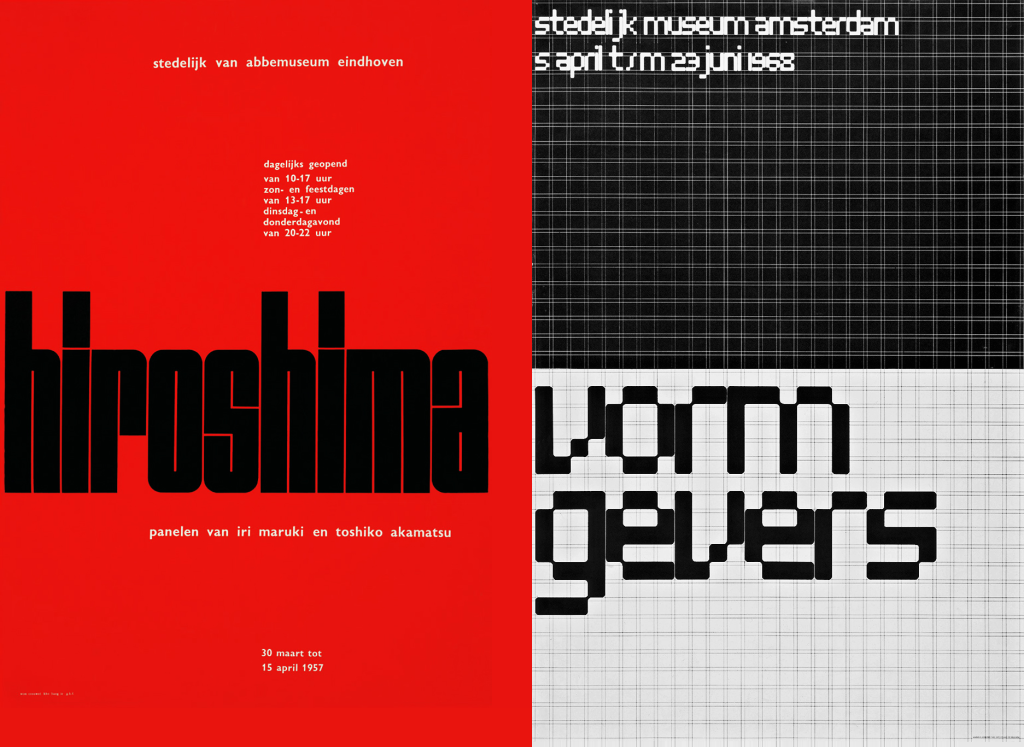 stedelijk van abbemuseum eindhoven
dagelijks geopend
van 10-17 uur
zon- en feestdagen
van 13-17 uur
dinsdag-en
donderdagavond
van 20-22 uur
hiroshima
panelen van iri maruki en toshiko akamatsu
30 maart tot
15 april 1957
stedelijk museum amsterdam
5 april t/m 23 juni 1968
vorm
gevers